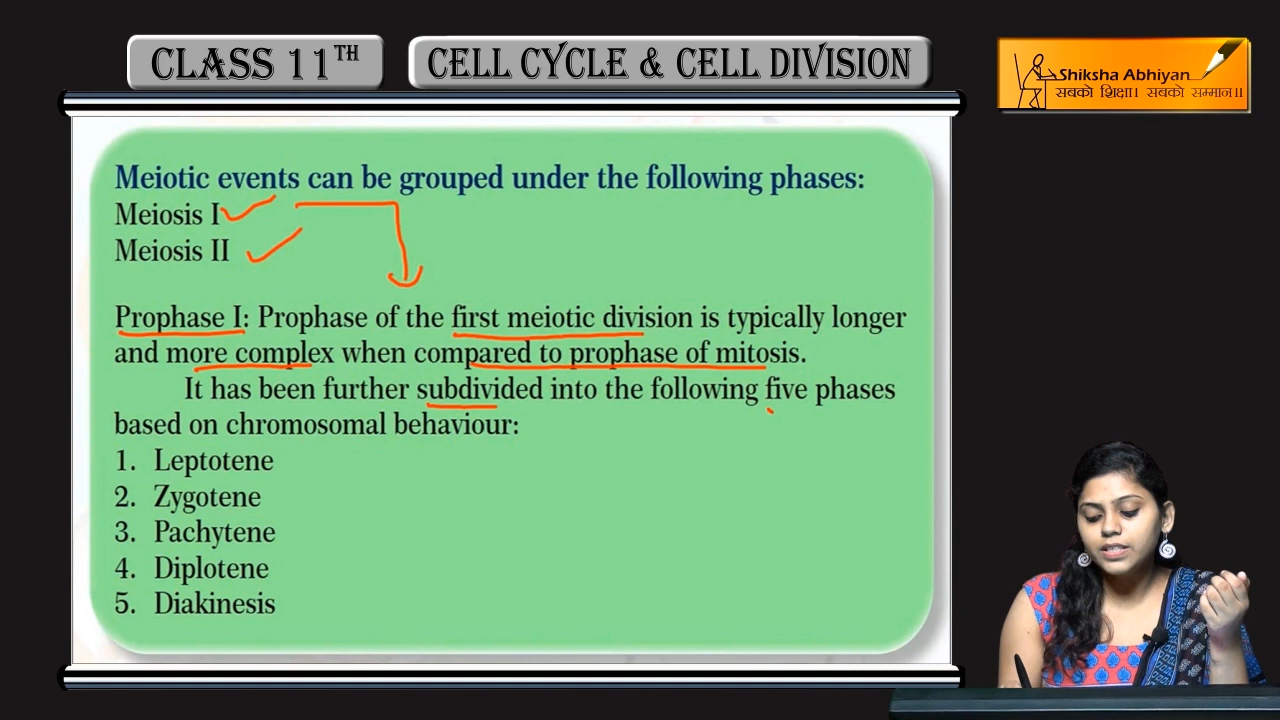 CLASS 11TH
CELL CYCLE & CELL DIVISION
Shiksha Abhiyan
सबको शिक्षा। सबको सम्मान।।
Meiotic events can be grouped under the following phases:
Meiosis I
Meiosis II
Prophase I: Prophase of the first meiotic division is typically longer
and more complex when compared to prophase of mitosis.
It has been further subdivided into the following five phases
based on chromosomal behaviour:
1. Leptotene
2. Zygotene
3. Pachytene
4. Diplotene
5. Diakinesis